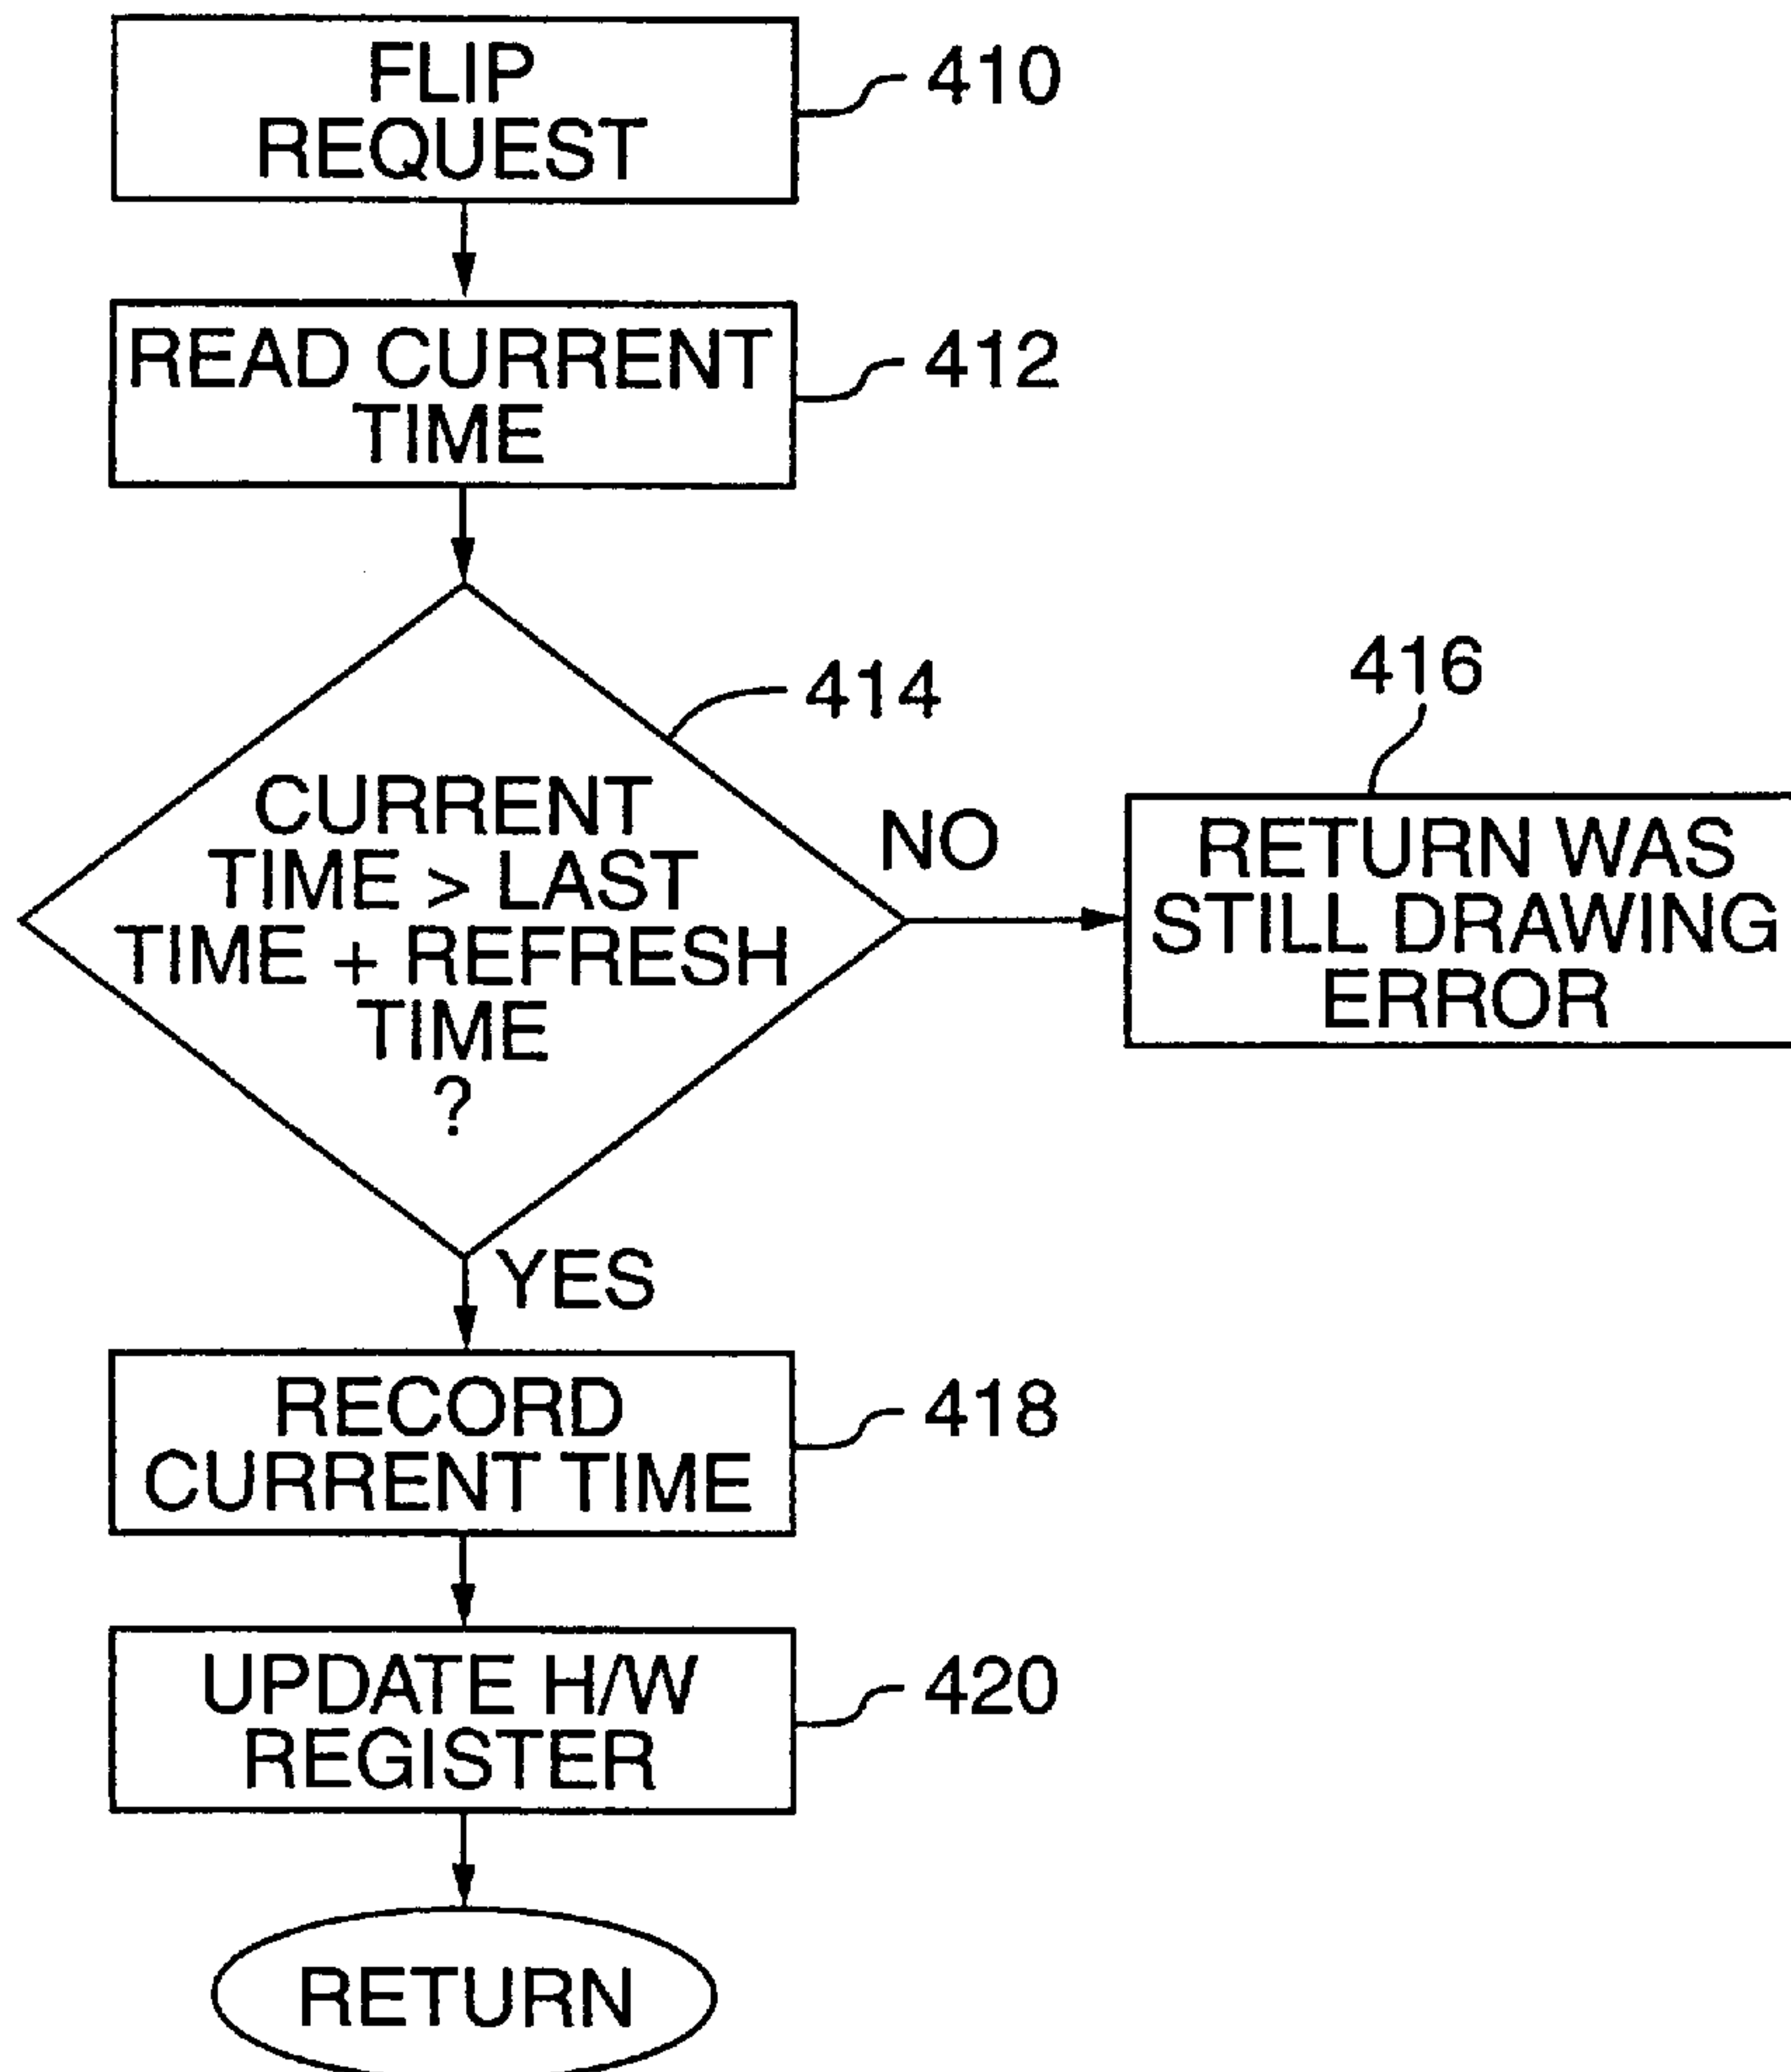 FLIP
REQUEST
410
READ CURRENT
TIME
412
414
CURRENT
TIME > LAST
TIME + REFRESH
TIME
?
NO
416
RETURN WAS
STILL DRAWING
ERROR
YES
RECORD
CURRENT TIME
418
UPDATE H/W
REGISTER
420
RETURN